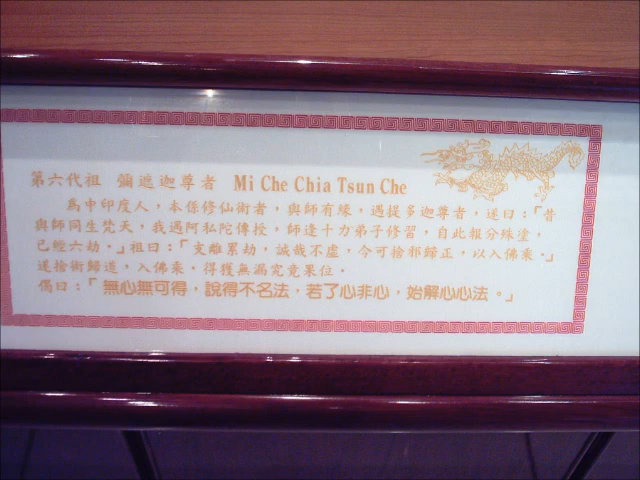 第六代祖 彌遮迦尊者 Mi Che Chia Tsun Che
為中印度人，本係修仙術者，與師有緣，遇提多迦尊者，述曰：「昔
與師同生梵天，我遇阿私陀傳授，師逢十力弟子修習，自此報分殊塗，
已經六劫。」祖曰：「支離累劫，誠哉不虛，今可捨邪歸正，以入佛乘。」
遂捨術歸道，入佛乘。得獲無漏究竟果位。
偈曰：「無心無可得，說得不名法，若了心非心，始解心心法。」